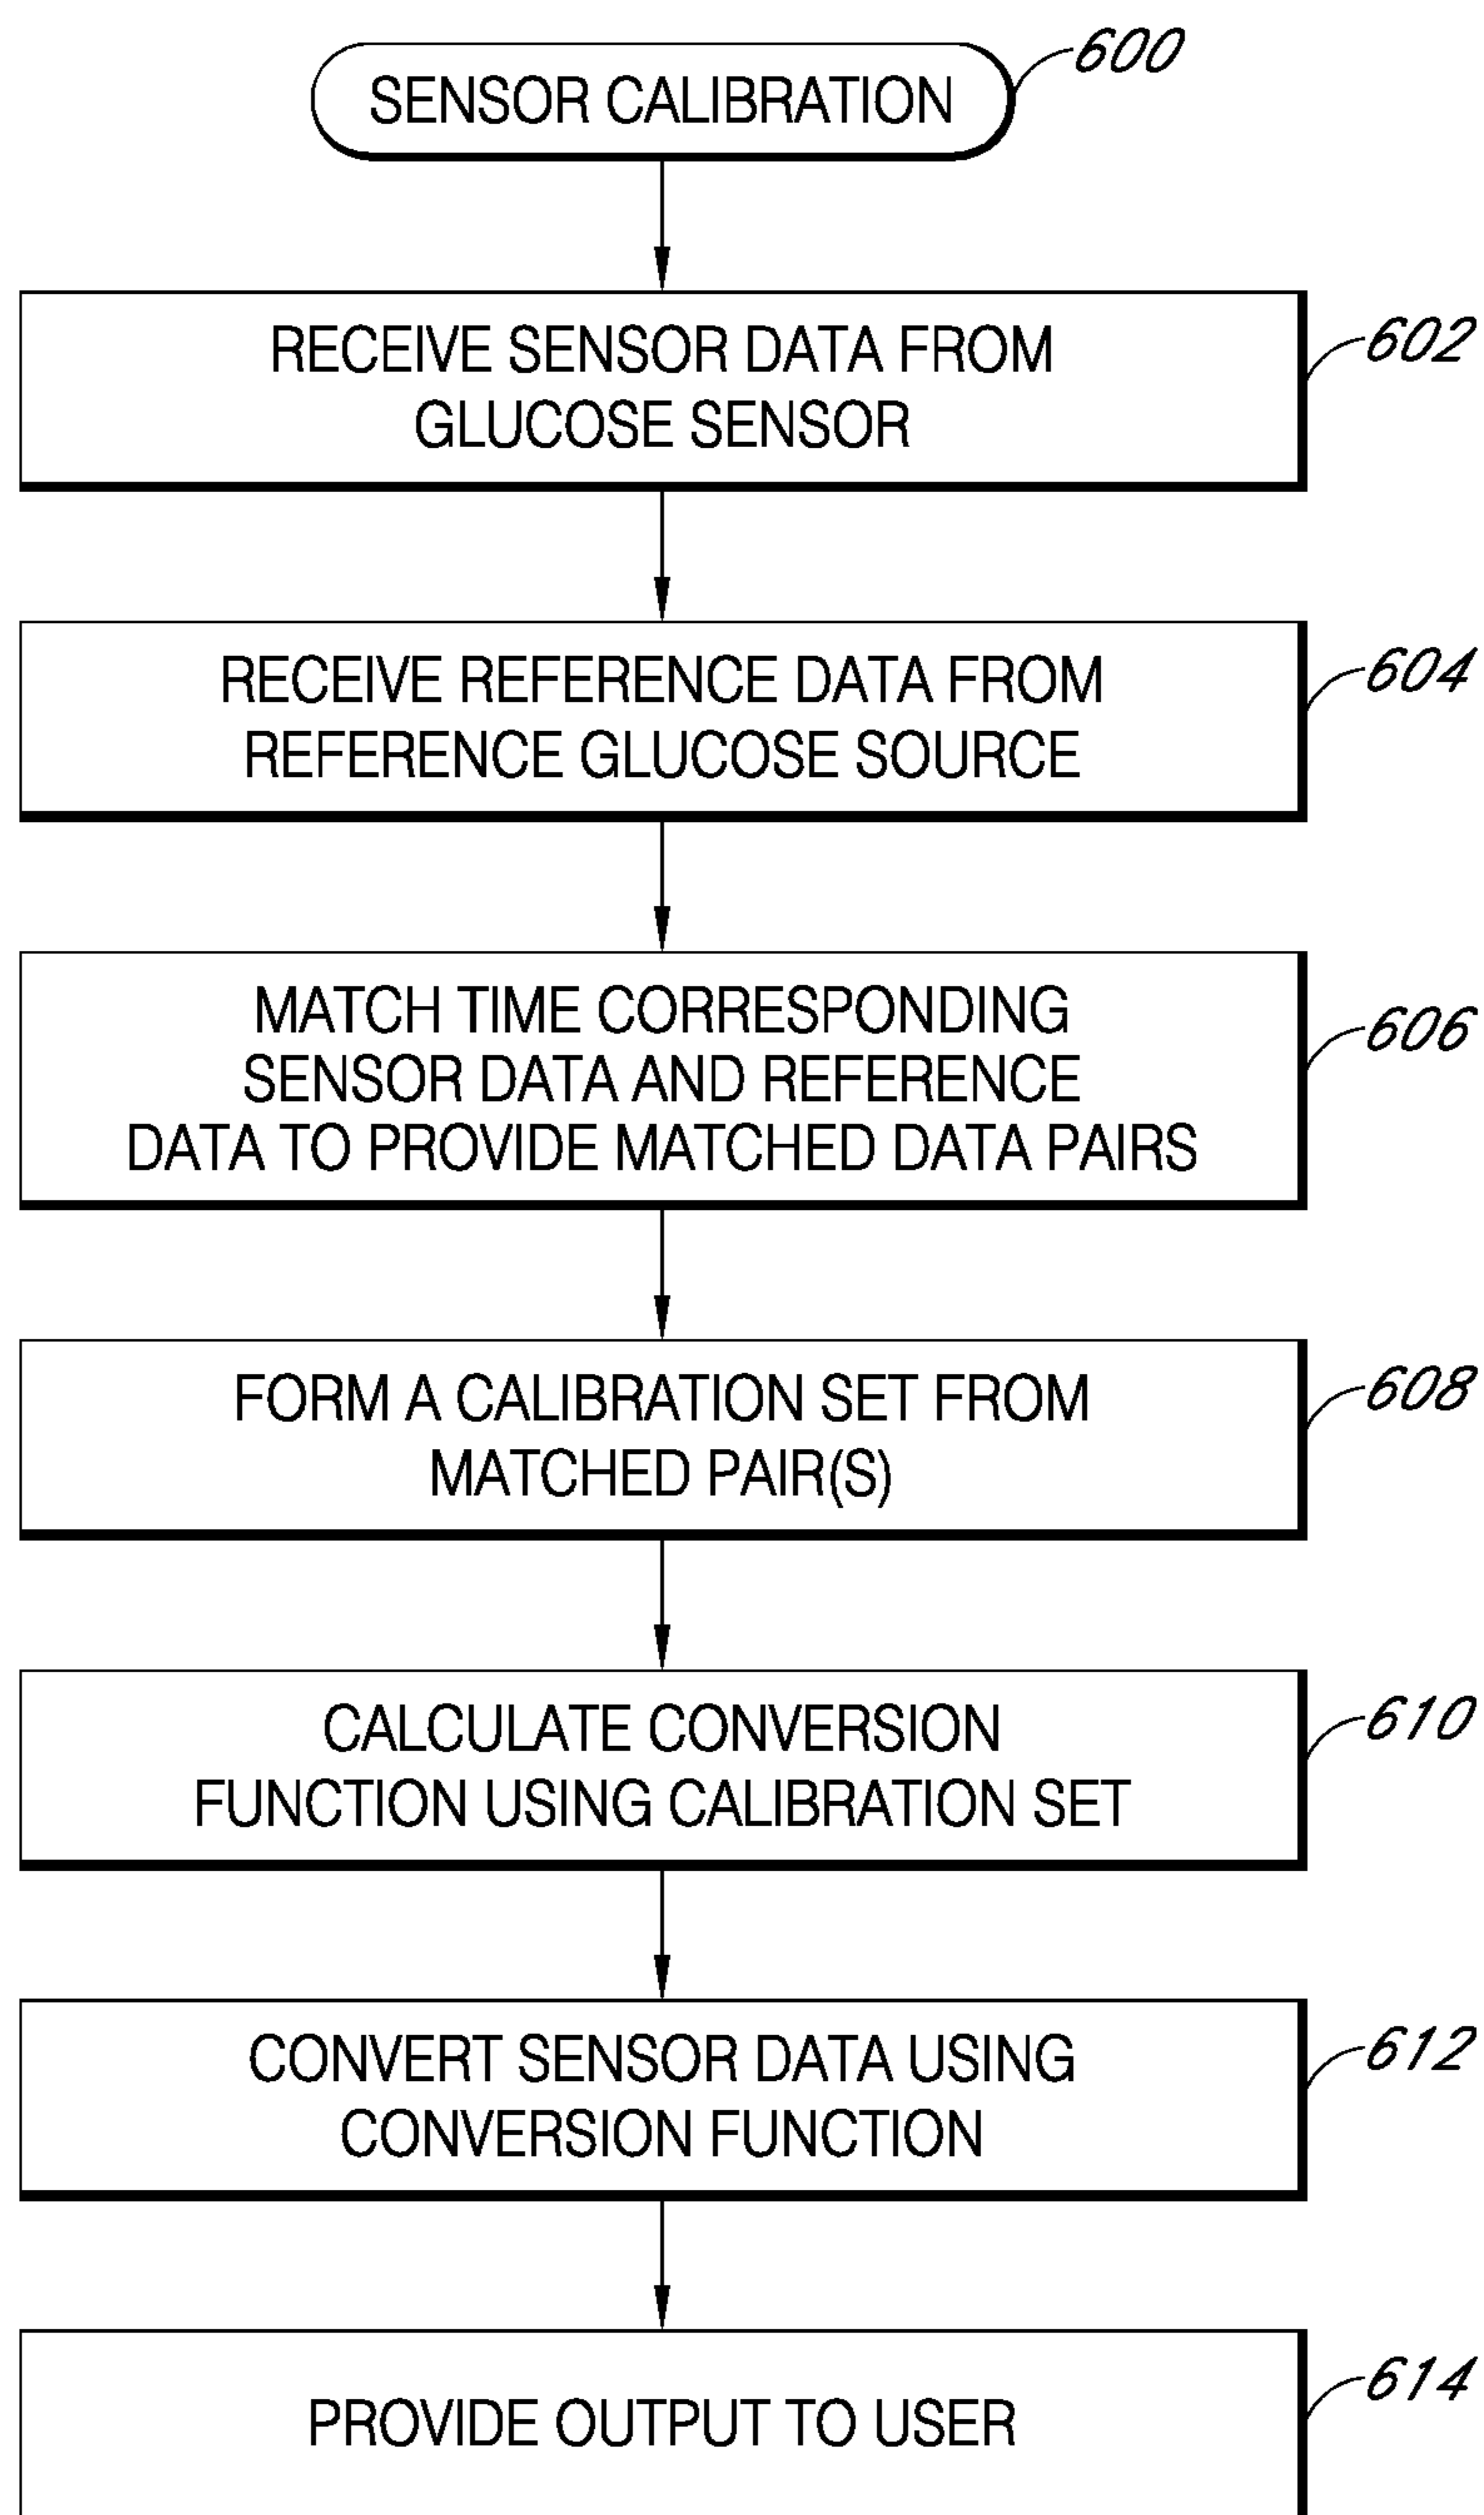 SENSOR CALIBRATION
600
RECEIVE SENSOR DATA FROM
GLUCOSE SENSOR
602
RECEIVE REFERENCE DATA FROM
REFERENCE GLUCOSE SOURCE
604
MATCH TIME CORRESPONDING
SENSOR DATA AND REFERENCE
DATA TO PROVIDE MATCHED DATA PAIRS
606
FORM A CALIBRATION SET FROM
MATCHED PAIR(S)
608
CALCULATE CONVERSION
FUNCTION USING CALIBRATION SET
610
CONVERT SENSOR DATA USING
CONVERSION FUNCTION
612
PROVIDE OUTPUT TO USER
614